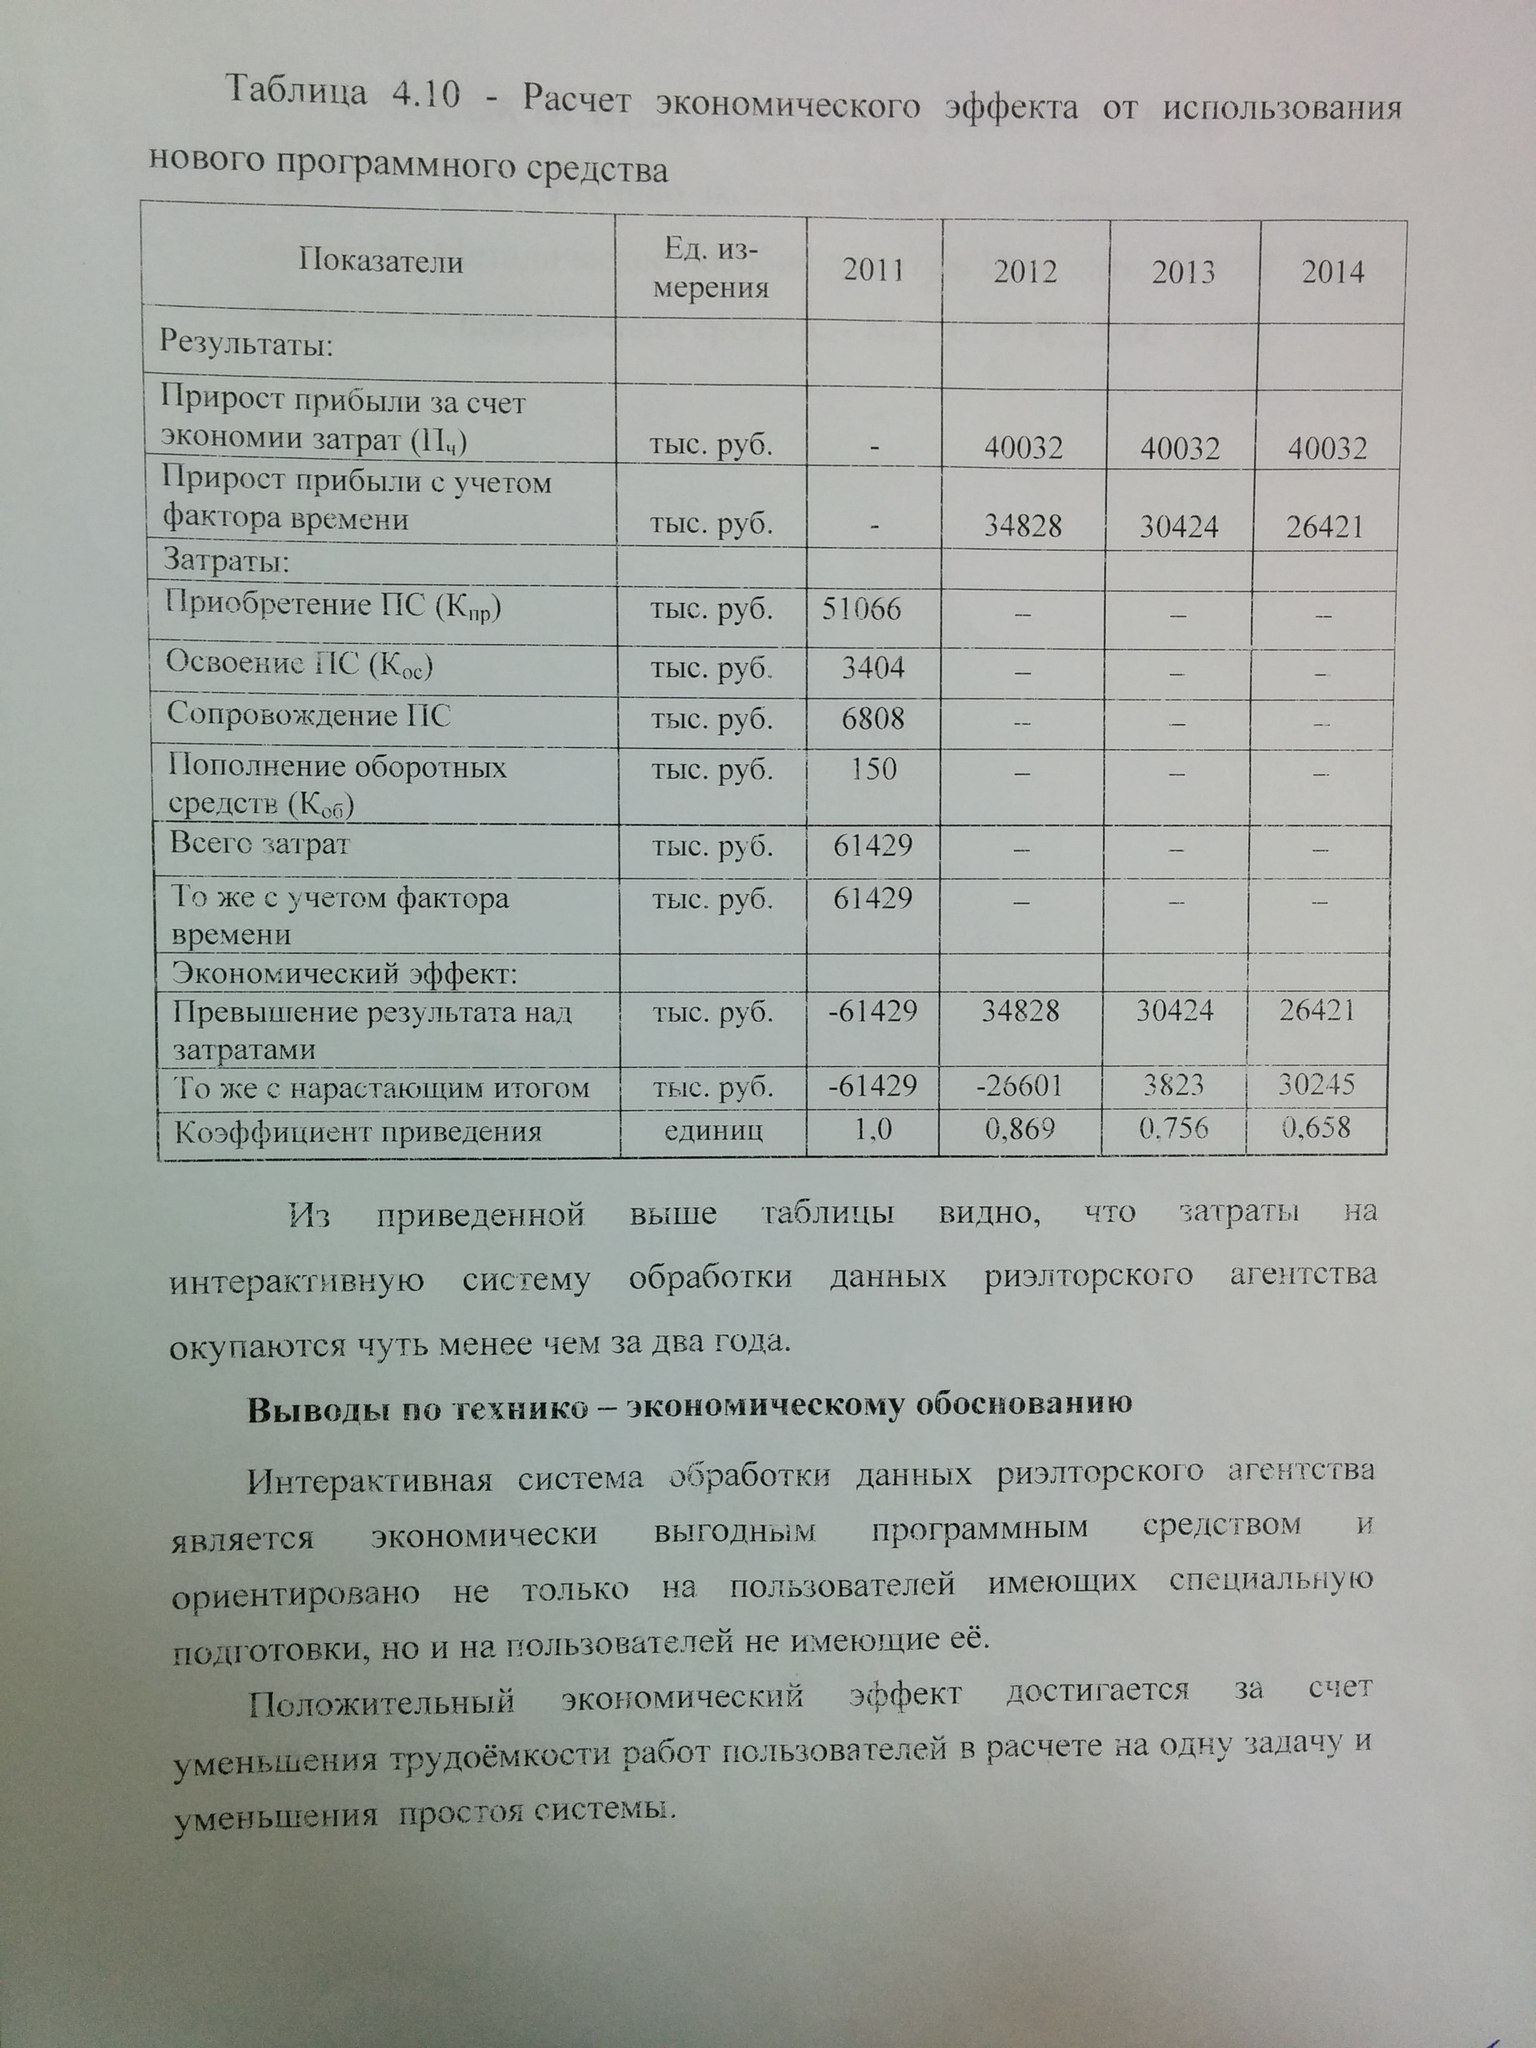 Таблица 4.10 - Расчет экономического эффекта от использования
нового программного средства
Показатели Ед. из-мерения 2011 2012 2013 2014
Результаты:
Прирост прибыли за счет
экономии затрат (Пч) тыс. руб. - 40032 40032 40032
Прирост прибыли с учетом
фактора времени тыс. руб. - 34828 30424 26421
Затраты:
Приобретение ПС (Кпр) тыс. руб. 51066 – – –
Освоение ПС (Кос) тыс. руб. 3404 – – –
Сопровождение ПС тыс. руб. 6808 – – –
Пополнение оборотных тыс. руб. 150 – – –
средств (Коб)
Всего затрат тыс. руб. 61429 – – –
То же с учетом фактора тыс. руб. 61429 – – –
времени
Экономический эффект:
Превышение результата над тыс. руб. -61429 34828 30424 26421
затратами
То же с нарастающим итогом тыс. руб. -61429 -26601 3823 30245
Коэффициент приведения единиц 1,0 0,869 0,756 0,658
Из приведенной выше таблицы видно, что затраты на
интерактивную систему обработки данных риэлторского агентства
окупаются чуть менее чем за два года.
Выводы по технико – экономическому обоснованию
Интерактивная система обработки данных риэлторского агентства
является экономически выгодным программным средством и
ориентировано не только на пользователей имеющих специальную
подготовки, но и на пользователей не имеющие её.
Положительный экономический эффект достигается за счет
уменьшения трудоёмкости работ пользователей в расчете на одну задачу и
уменьшения простоя системы.